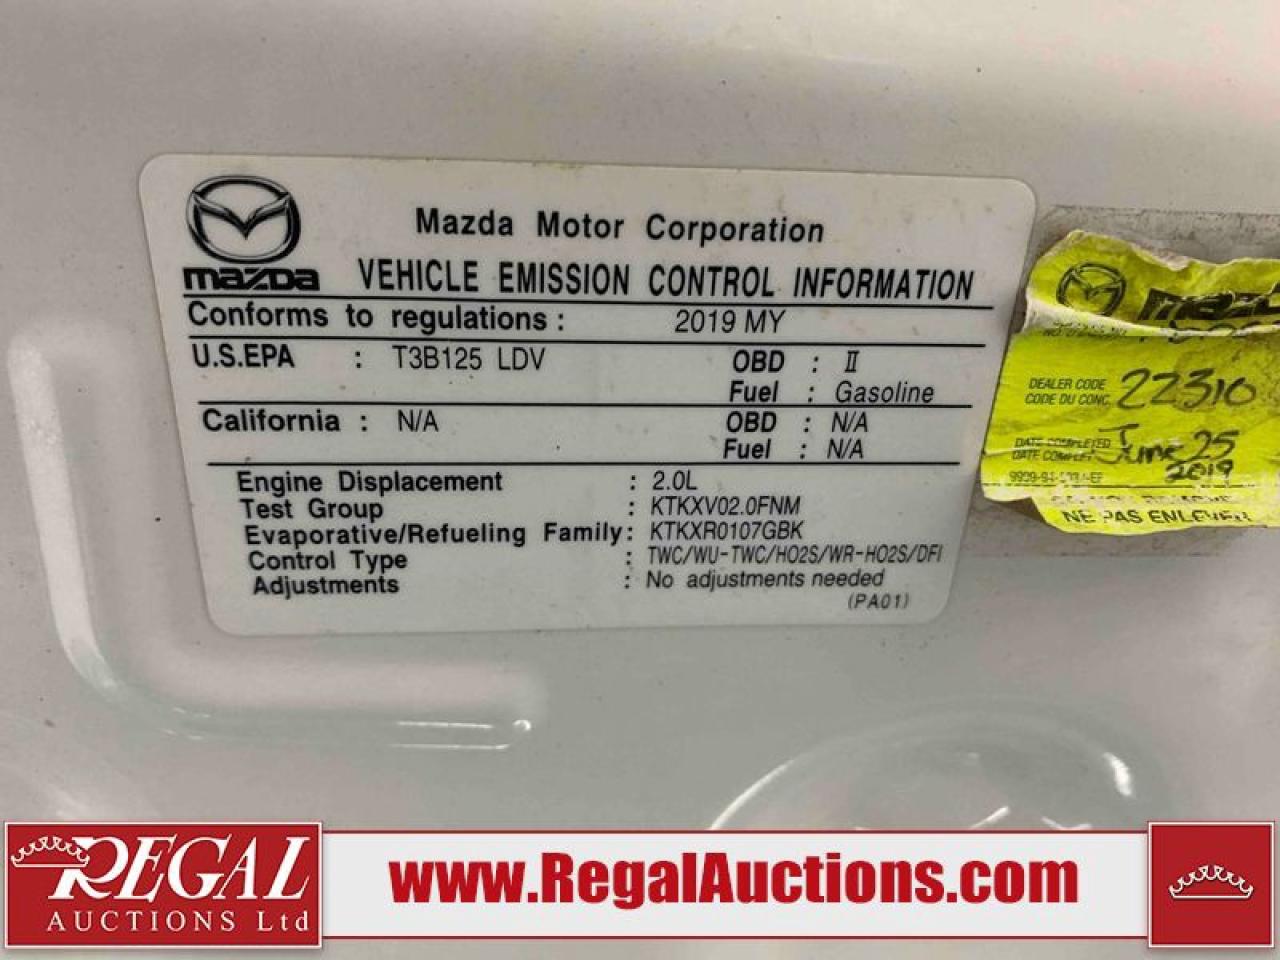 Mazda Motor Corporation
mazda
VEHICLE EMISSION CONTROL INFORMATION
Conforms to regulations : 2019 MY
U.S.EPA : T3B125 LDV OBD : II
Fuel : Gasoline
California : N/A OBD : N/A
Fuel : N/A
Engine Displacement : 2.0L
Test Group : KTKXV02.0FNM
Evaporative/Refueling Family: KTKXR0107GBK
Control Type : TWC/WU-TWC/HO2S/WR-HO2S/DFI
Adjustments : No adjustments needed
(PA01)
mazda
DEALER CODE
CODE DU CONC. 22310
DATE COMPLETED
DATE COMPLET June 25
2019
NE PAS ENLEVER
REGAL
AUCTIONS Ltd
www.RegalAuctions.com